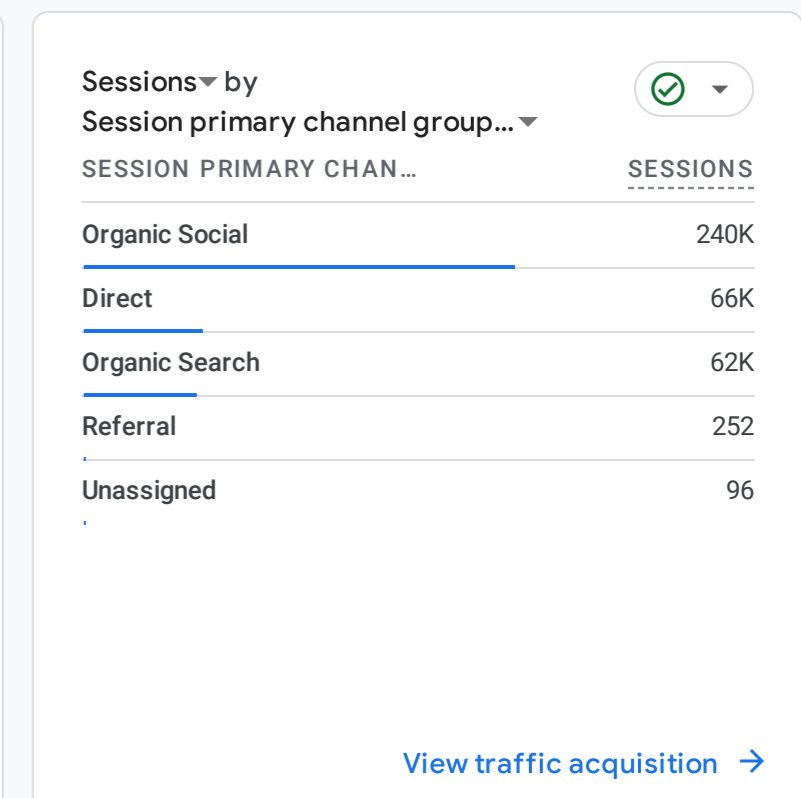 Sessions by
Session primary channel group…
SESSION PRIMARY CHAN…
SESSIONS
Organic Social 240K
Direct 66K
Organic Search 62K
Referral 252
Unassigned 96
View traffic acquisition